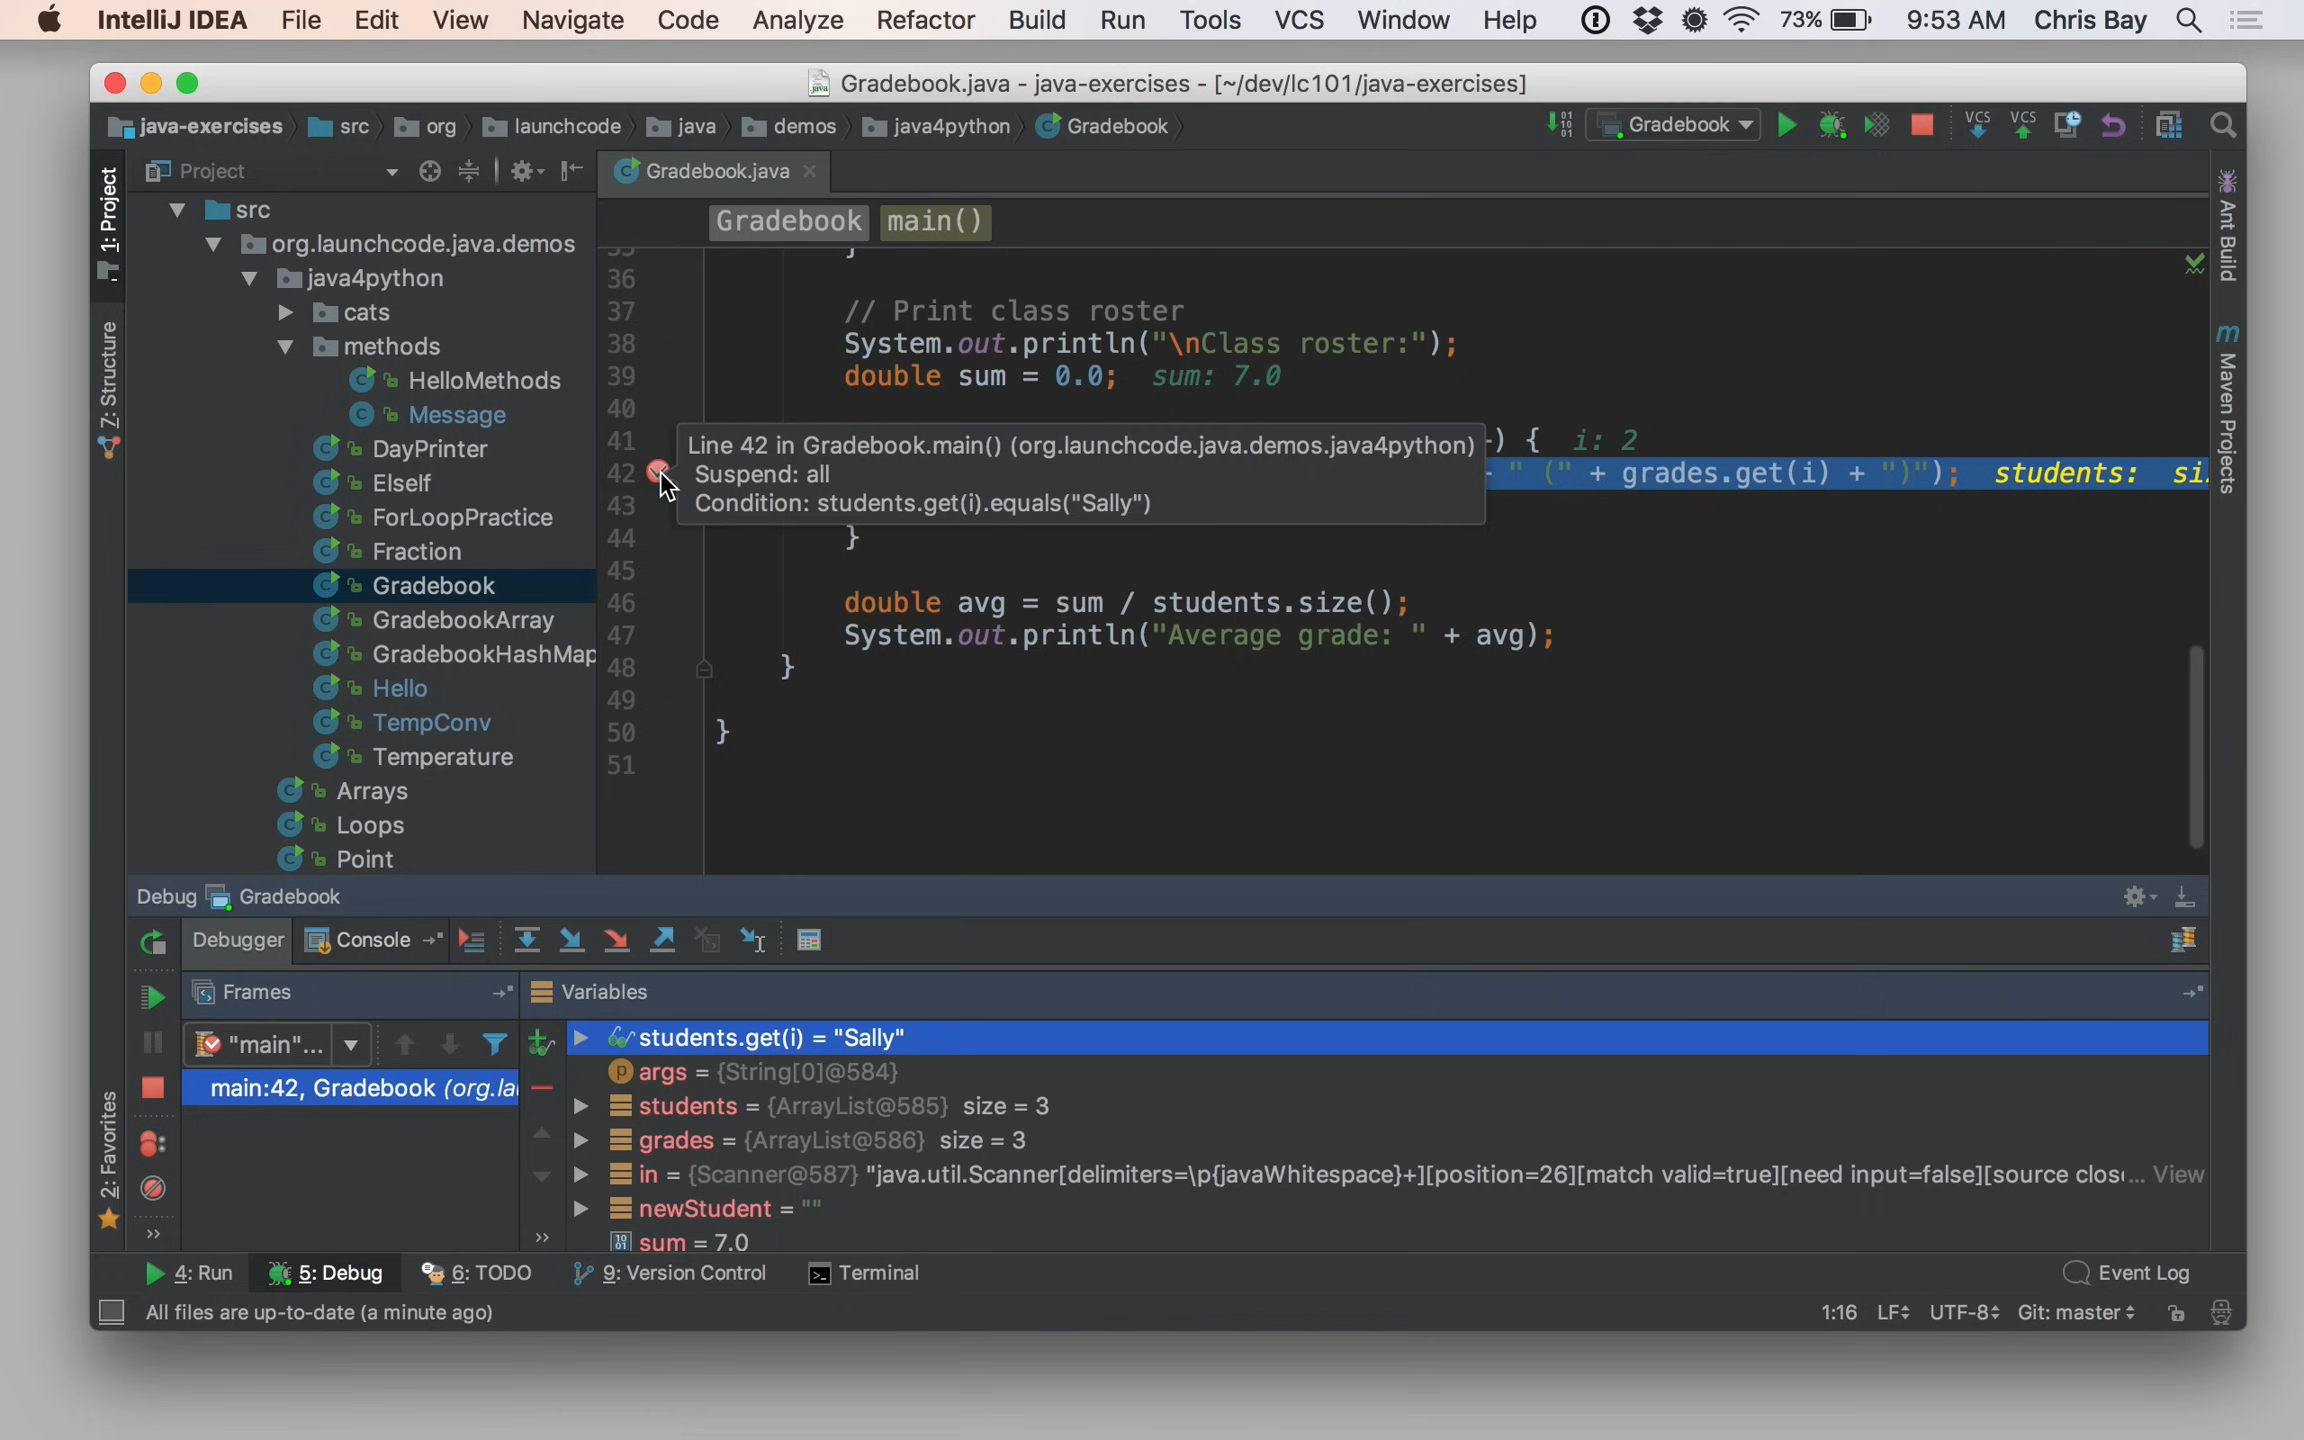 IntelliJ IDEA File Edit View Navigate Code Analyze Refactor Build Run Tools VCS Window Help 73% 9:53 AM Chris Bay
Gradebook.java - java-exercises - [~/dev/lc101/java-exercises]
java-exercises src org launchcode java demos java4python Gradebook Gradebook VCS VCS
1: Project
Project
Gradebook.java
src
org.launchcode.java.demos
java4python
cats
methods
HelloMethods
Message
DayPrinter
ElseIf
ForLoopPractice
Fraction
Gradebook
GradebookArray
GradebookHashMap
Hello
TempConv
Temperature
Arrays
Loops
Point
Z: Structure
2: Favorites
Gradebook main()
35 }
36
37 // Print class roster
38 System.out.println("\nClass roster:");
39 double sum = 0.0; sum: 7.0
40
41 ) { i: 2
42 " (" + grades.get(i) + ")"); students: si
Line 42 in Gradebook.main() (org.launchcode.java.demos.java4python)
Suspend: all
Condition: students.get(i).equals("Sally")
43
44 }
45
46 double avg = sum / students.size();
47 System.out.println("Average grade: " + avg);
48 }
49
50 }
51
Ant Build
m Maven Projects
Debug Gradebook
Debugger Console
Frames Variables
"main"...
main:42, Gradebook (org.la
students.get(i) = "Sally"
args = {String[0]@584}
students = {ArrayList@585} size = 3
grades = {ArrayList@586} size = 3
in = {Scanner@587} "java.util.Scanner[delimiters=\p{javaWhitespace}+][position=26][match valid=true][need input=false][source clos... View
newStudent = ""
sum = 7.0
4: Run 5: Debug 6: TODO 9: Version Control Terminal Event Log
All files are up-to-date (a minute ago) 1:16 LF UTF-8 Git: master